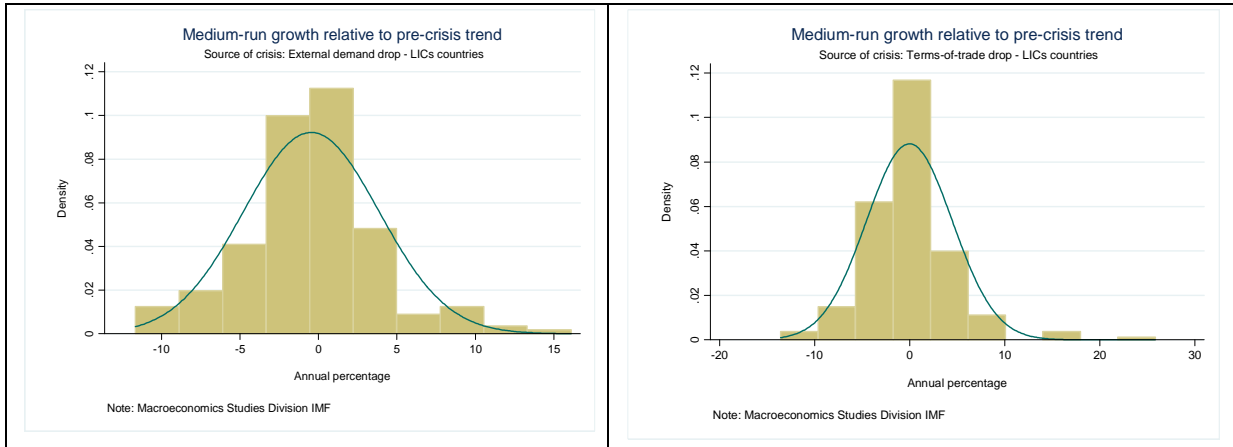 Medium-run growth relative to pre-crisis trend
Source of crisis: External demand drop - LICs countries
Density
.12
.1
.08
.06
.04
.02
0
-10 -5 0 5 10 15
Annual percentage
Note: Macroeconomics Studies Division IMF
Medium-run growth relative to pre-crisis trend
Source of crisis: Terms-of-trade drop - LICs countries
Density
.12
.1
.08
.06
.04
.02
0
-20 -10 0 10 20 30
Annual percentage
Note: Macroeconomics Studies Division IMF